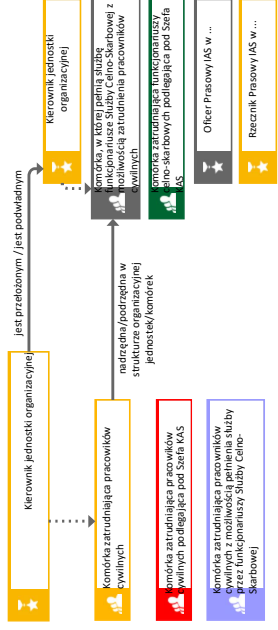 Kierownik jednostki organizacyjnej
jest przełożonym / jest podwładnym
Kierownik jednostki
organizacyjnej
Komórka zatrudniająca pracowików
cywilnych
nadrzędna/podrzędna w
strukturze organizacyjnej
jednostek/komórek
Komórka, w której pełnią służbę
funkcjonariusze Służby Celno-Skarbowej z
możliwością zatrudnienia pracowników
cywilnych
Komórka zatrudniająca pracowików
cywilnych podlegająca pod Szefa KAS
Komórka zatrudniająca funkcjonariuszy
celno-skarbowych podlegająca pod Szefa
KAS
Komórka zatrudniająca pracowników
cywilnych z możliwością pełnienia służby
przez funkcjonariuszy Służby Celno-
Skarbowej
Oficer Prasowy IAS w ...
Rzecznik Prasowy IAS w ...